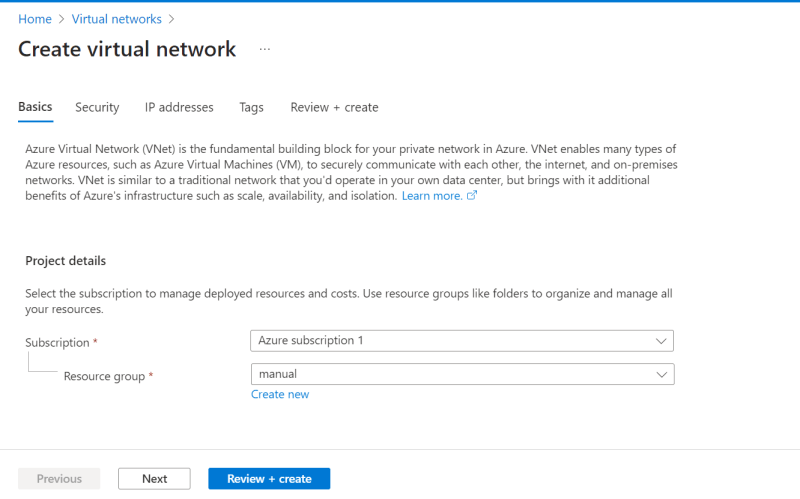 Home > Virtual networks >
Create virtual network ...
Basics Security IP addresses Tags Review + create
Azure Virtual Network (VNet) is the fundamental building block for your private network in Azure. VNet enables many types of
Azure resources, such as Azure Virtual Machines (VM), to securely communicate with each other, the internet, and on-premises
networks. VNet is similar to a traditional network that you'd operate in your own data center, but brings with it additional
benefits of Azure's infrastructure such as scale, availability, and isolation. Learn more.
Project details
Select the subscription to manage deployed resources and costs. Use resource groups like folders to organize and manage all
your resources.
Subscription * Azure subscription 1
Resource group * manual
Create new
Previous Next Review + create